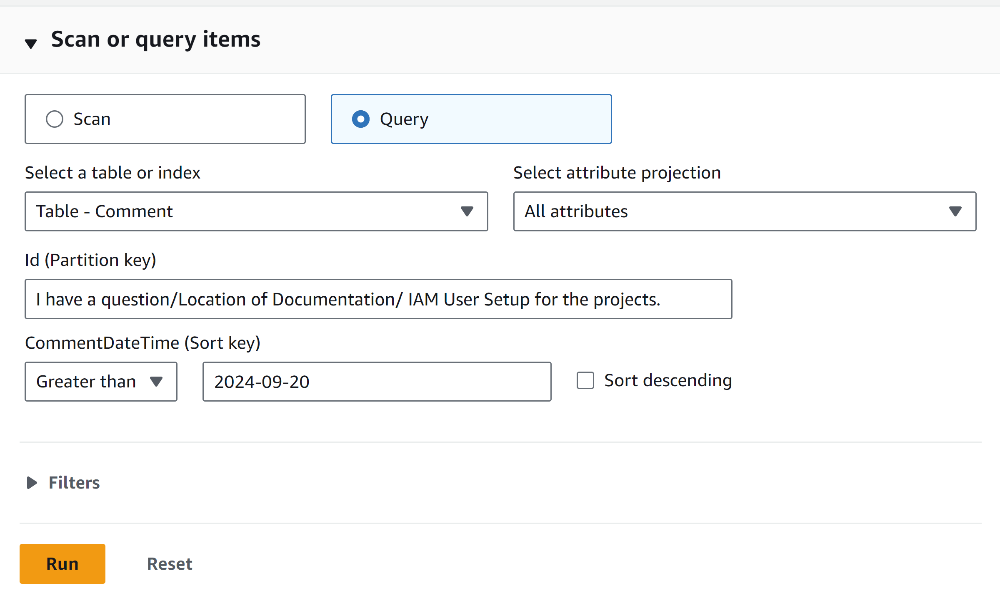 Scan or query items
Scan
Query
Select a table or index
Select attribute projection
Table - Comment
All attributes
Id (Partition key)
I have a question/Location of Documentation/ IAM User Setup for the projects.
CommentDateTime (Sort key)
Greater than
2024-09-20
Sort descending
Filters
Run
Reset